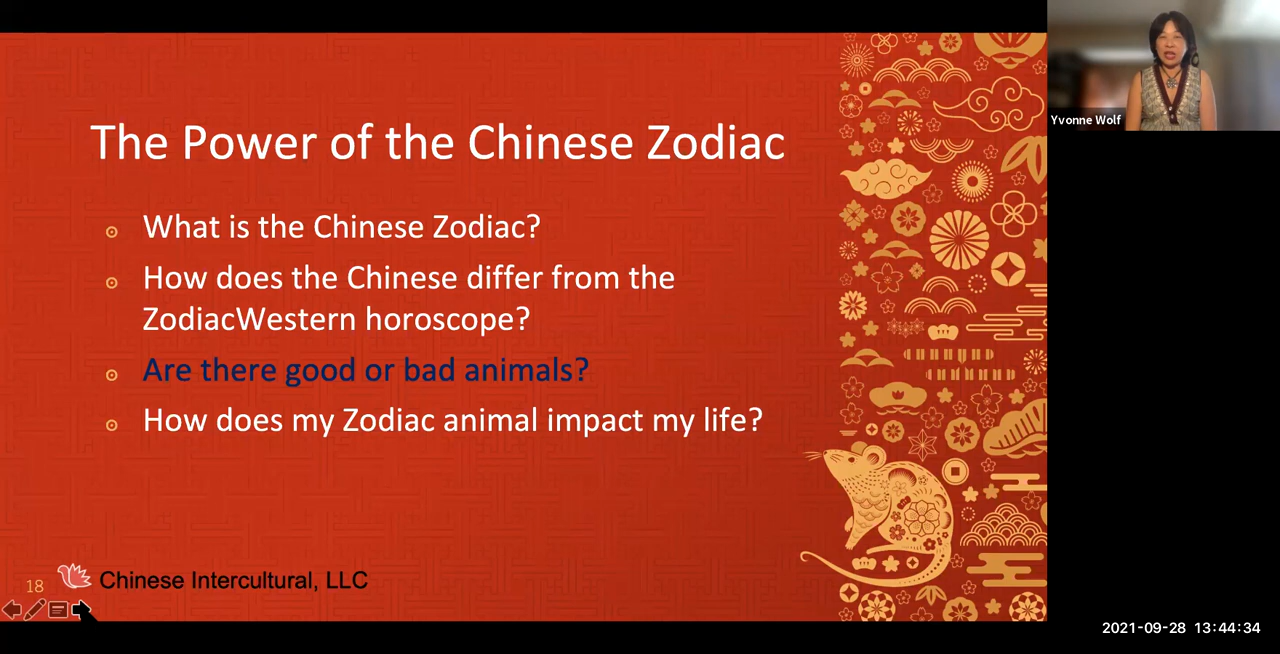 The Power of the Chinese Zodiac
What is the Chinese Zodiac?
How does the Chinese differ from the
ZodiacWestern horoscope?
Are there good or bad animals?
How does my Zodiac animal impact my life?
18
Chinese Intercultural, LLC
Yvonne Wolf
2021-09-28 13:44:34